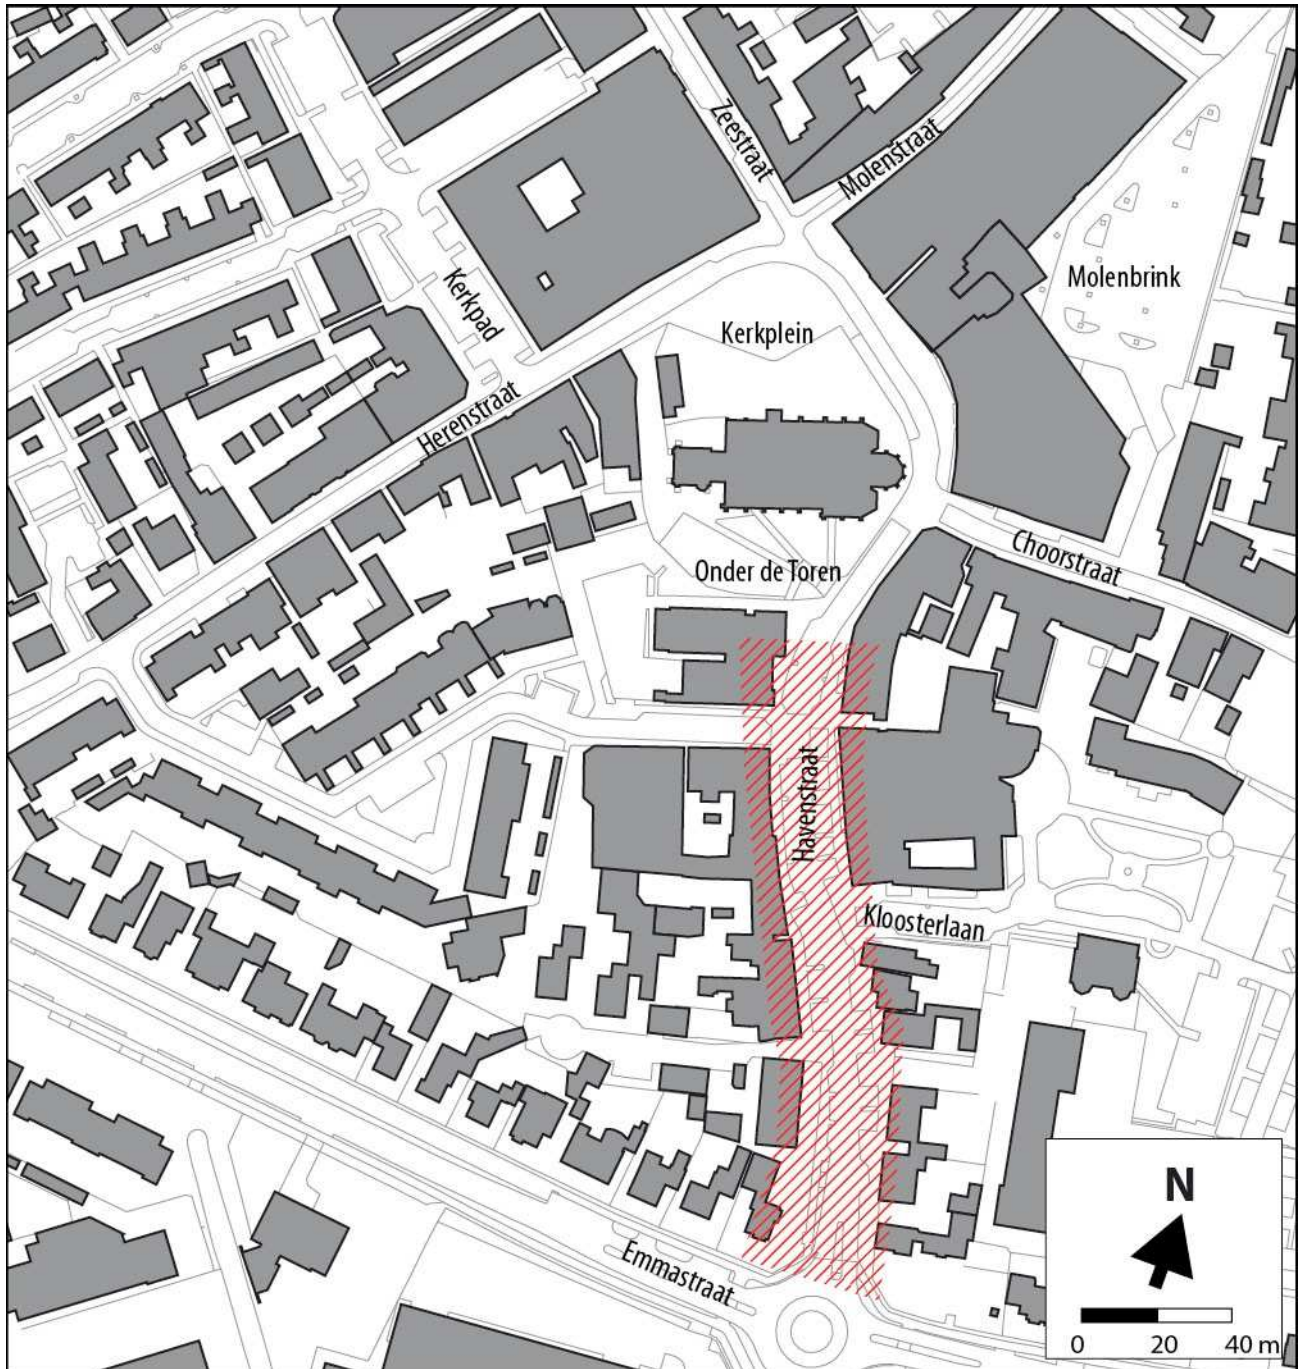 Zeestraat
Molenstraat
Molenbrink
Kerkpad
Kerkplein
Herenstraat
Choorstraat
Onder de Toren
Havenstraat
Kloosterlaan
Emmastraat
N
0 20 40 m